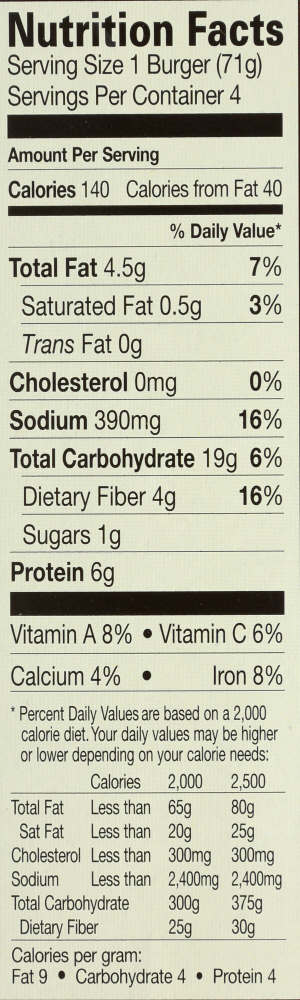 Nutrition Facts
Serving Size 1 Burger (71g)
Servings Per Container 4
Amount Per Serving
Calories 140 Calories from Fat 40
% Daily Value*
Total Fat 4.5g 7%
Saturated Fat 0.5g 3%
Trans Fat 0g
Cholesterol 0mg 0%
Sodium 390mg 16%
Total Carbohydrate 19g 6%
Dietary Fiber 4g 16%
Sugars 1g
Protein 6g
Vitamin A 8% • Vitamin C 6%
Calcium 4% • Iron 8%
* Percent Daily Values are based on a 2,000
calorie diet. Your daily values may be higher
or lower depending on your calorie needs:
Calories 2,000 2,500
Total Fat Less than 65g 80g
Sat Fat Less than 20g 25g
Cholesterol Less than 300mg 300mg
Sodium Less than 2,400mg 2,400mg
Total Carbohydrate 300g 375g
Dietary Fiber 25g 30g
Calories per gram:
Fat 9 • Carbohydrate 4 • Protein 4